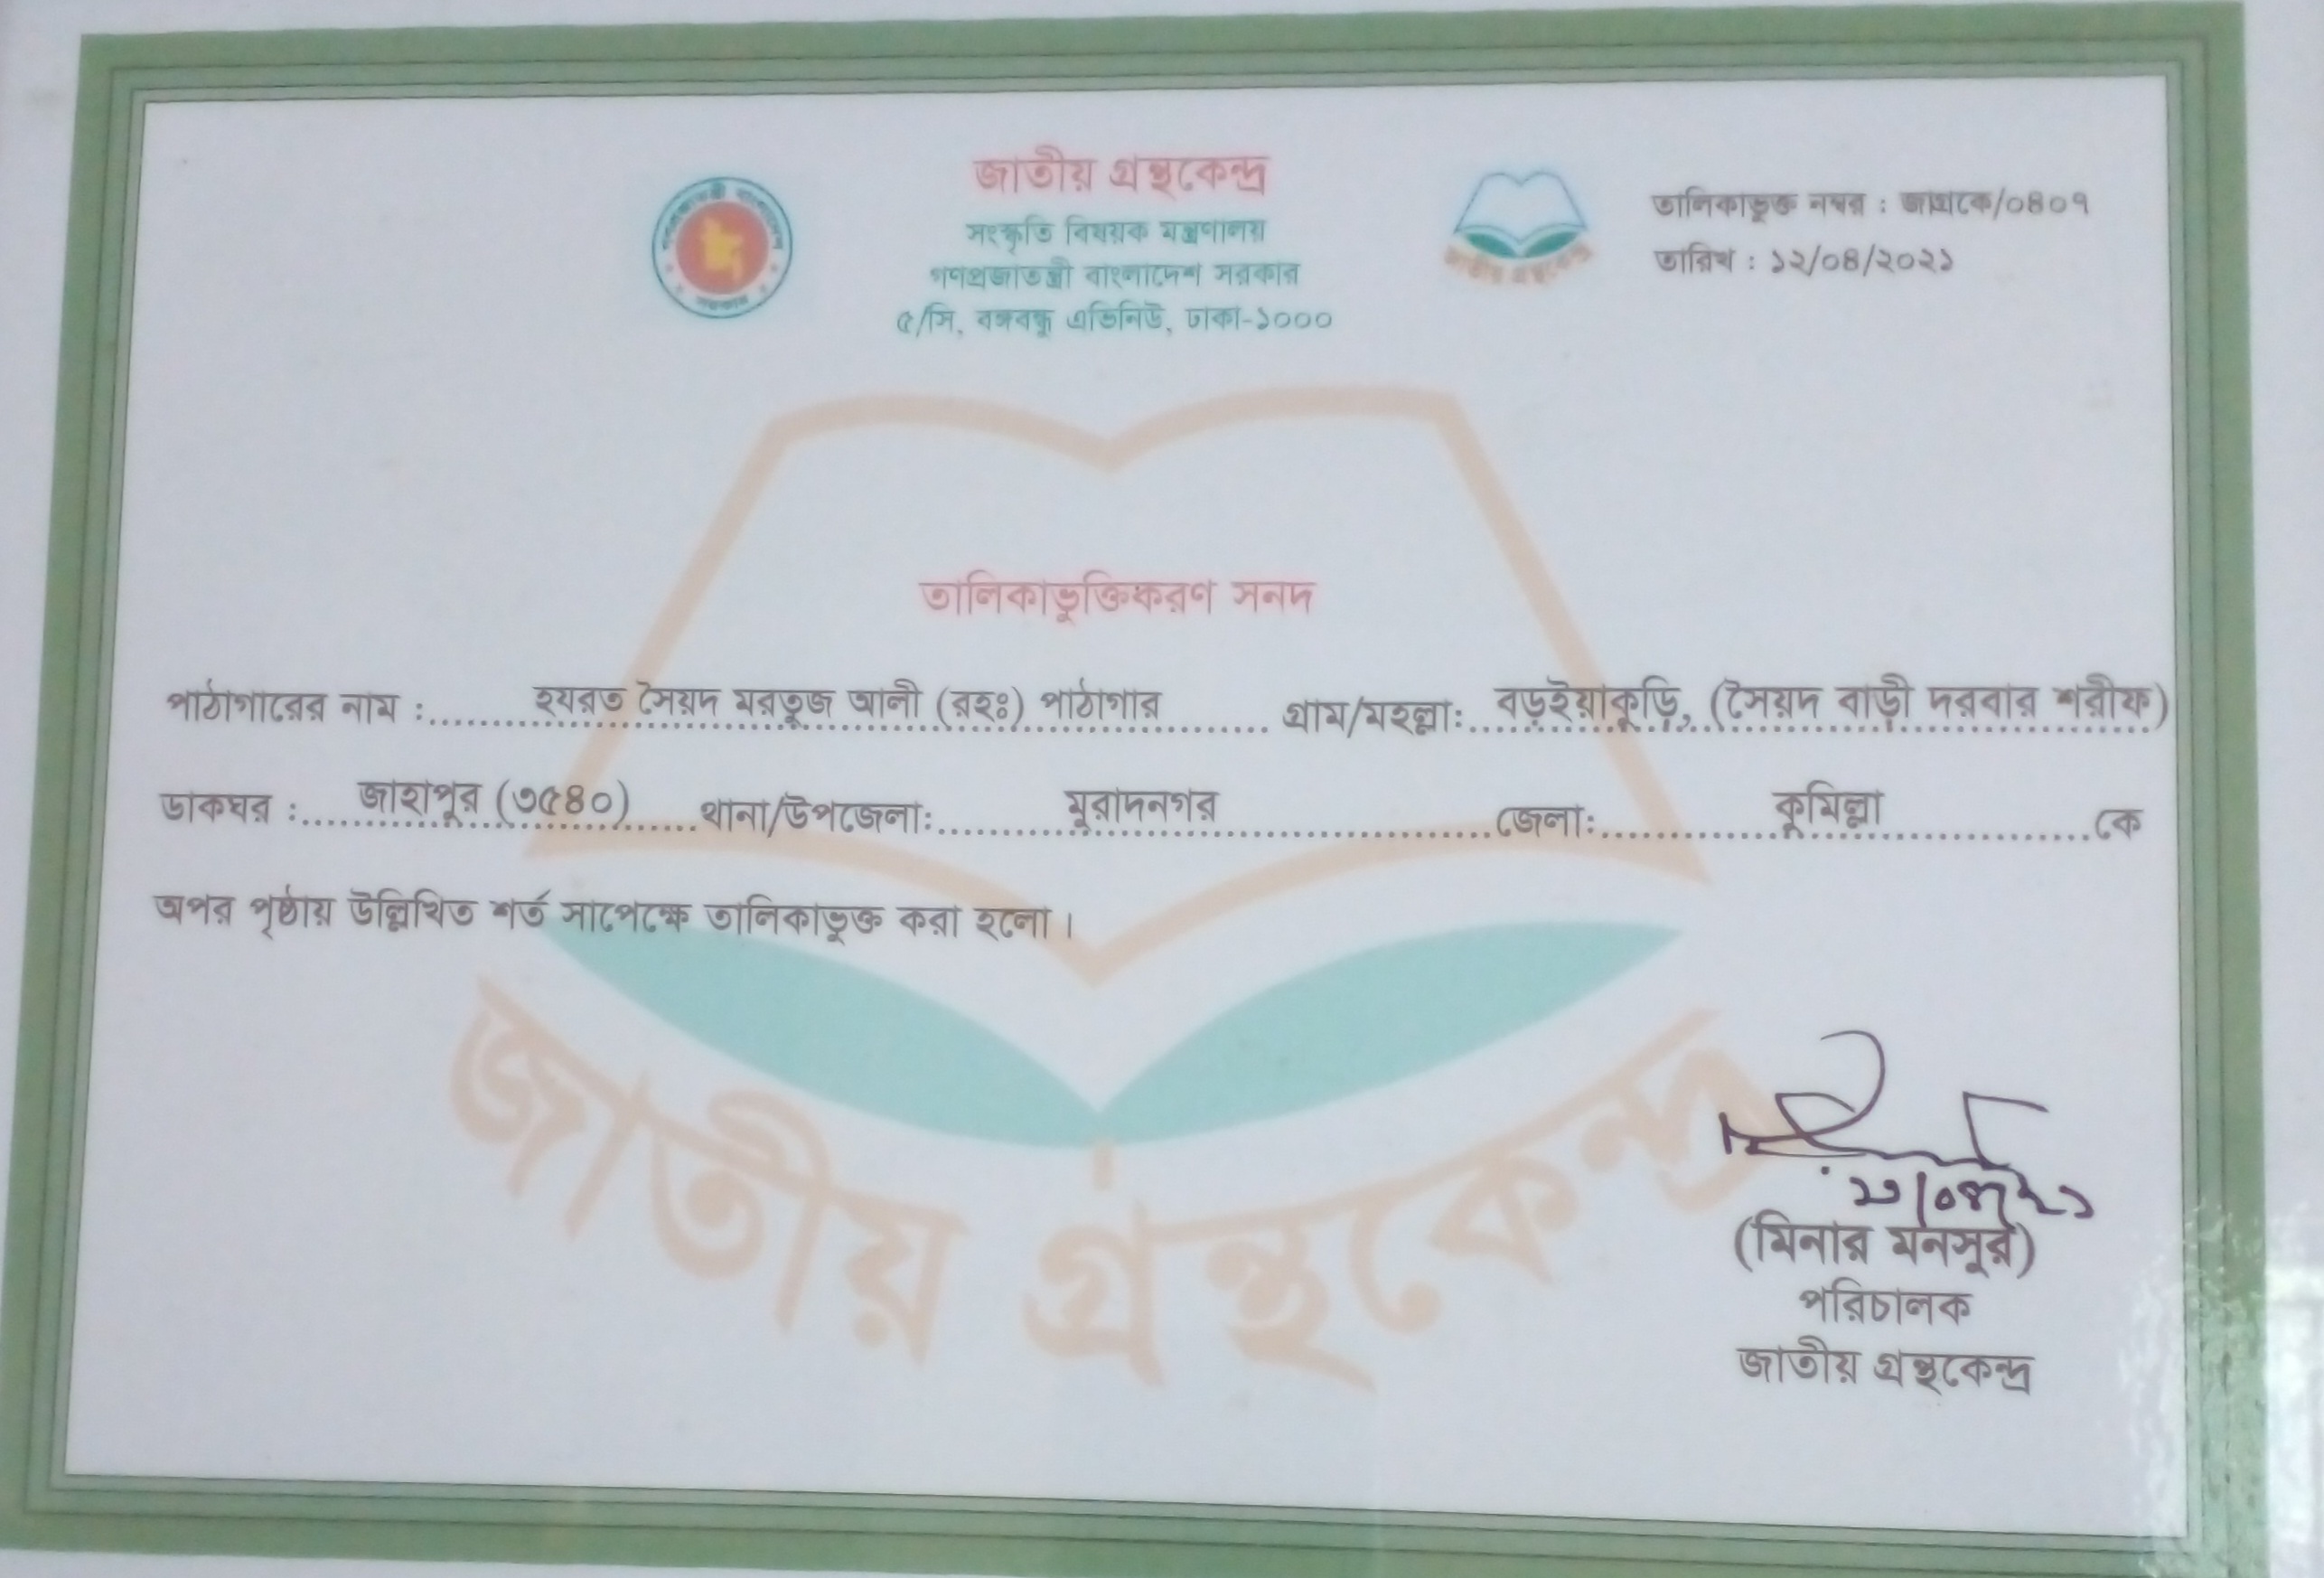 জাতীয় গ্রন্থকেন্দ্র
সংস্কৃতি বিষয়ক মন্ত্রণালয়
গণপ্রজাতন্ত্রী বাংলাদেশ সরকার
৫/সি, বঙ্গবন্ধু এভিনিউ, ঢাকা-১০০০
জাতীয় গ্রন্থকেন্দ্র
তালিকাভুক্ত নম্বর : জাগ্রকে/০৪০৭
তারিখ : ১২/০৪/২০২১
তালিকাভুক্তিকরণ সনদ
পাঠাগারের নাম :..... হযরত সৈয়দ মরতুজ আলী (রহঃ) পাঠাগার ..... গ্রাম/মহল্লা:..... বড়ইয়াকুড়ি, (সৈয়দ বাড়ী দরবার শরীফ)
ডাকঘর :..... জাহাপুর (৩৫৪০) ..... থানা/উপজেলা:..... মুরাদনগর ..... জেলা:..... কুমিল্লা ..... কে
অপর পৃষ্ঠায় উল্লিখিত শর্ত সাপেক্ষে তালিকাভুক্ত করা হলো।
জাতীয় গ্রন্থকেন্দ্র
(মিনার মনসুর)
পরিচালক
জাতীয় গ্রন্থকেন্দ্র